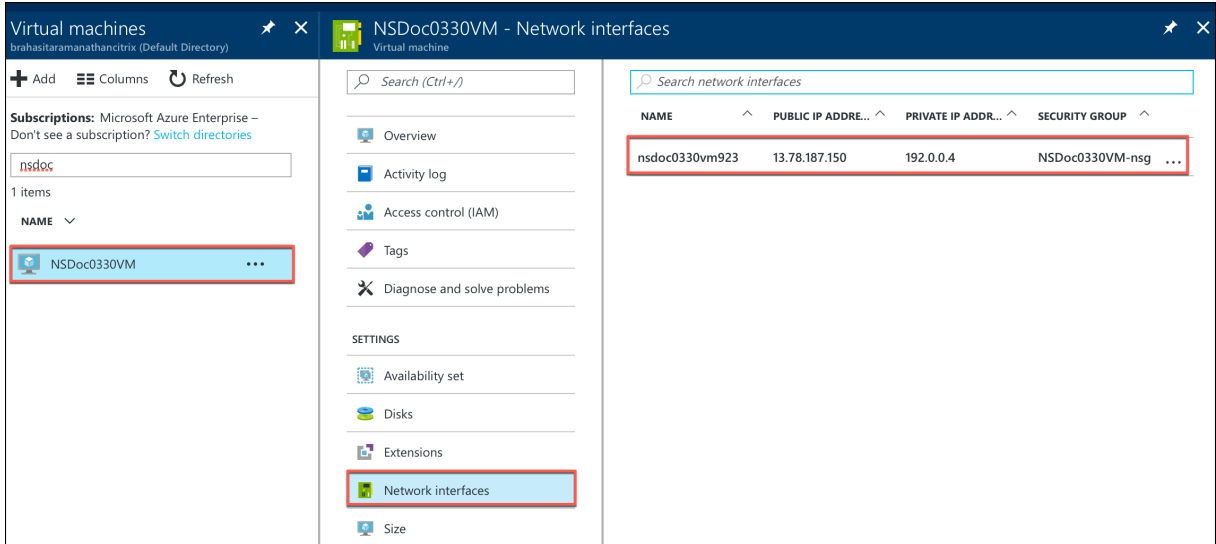 Virtual machines
brahasitaramanathancitrix (Default Directory)
Add Columns Refresh
Subscriptions: Microsoft Azure Enterprise –
Don't see a subscription? Switch directories
nsdoc
1 items
NAME
NSDoc0330VM
NSDoc0330VM - Network interfaces
Virtual machine
Search (Ctrl+/)
Overview
Activity log
Access control (IAM)
Tags
Diagnose and solve problems
SETTINGS
Availability set
Disks
Extensions
Network interfaces
Size
Search network interfaces
NAME PUBLIC IP ADDRE... PRIVATE IP ADDR... SECURITY GROUP
nsdoc0330vm923 13.78.187.150 192.0.0.4 NSDoc0330VM-nsg